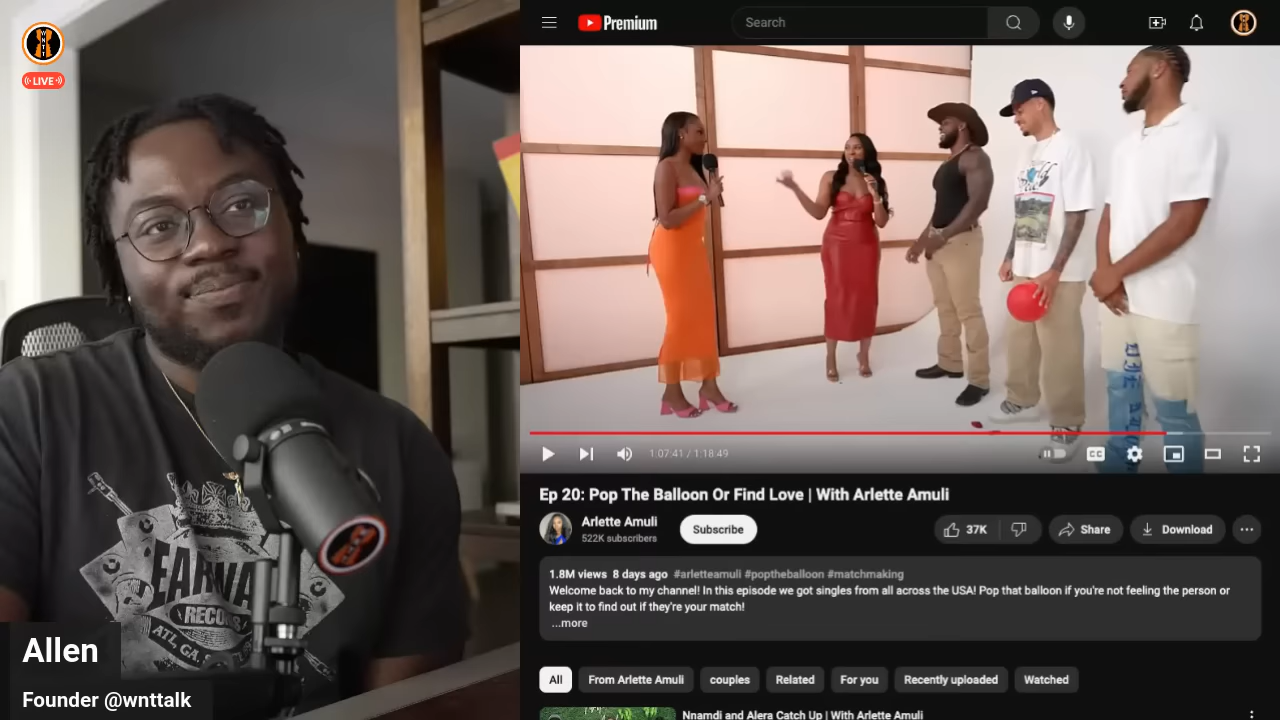 LIVE
Allen
Founder @wnttalk
EARWA
RECORDS
ATL, GA.
Premium
Search
1:07:41 / 1:18:49
CC
Ep 20: Pop The Balloon Or Find Love | With Arlette Amuli
Arlette Amuli
522K subscribers
Subscribe
37K
Share
Download
1.8M views 8 days ago #arletteamuli #poptheballoon #matchmaking
Welcome back to my channel! In this episode we got singles from all across the USA! Pop that balloon if you're not feeling the person or
keep it to find out if they're your match!
...more
All
From Arlette Amuli
couples
Related
For you
Recently uploaded
Watched
Nnamdi and Alera Catch Up | With Arlette Amuli